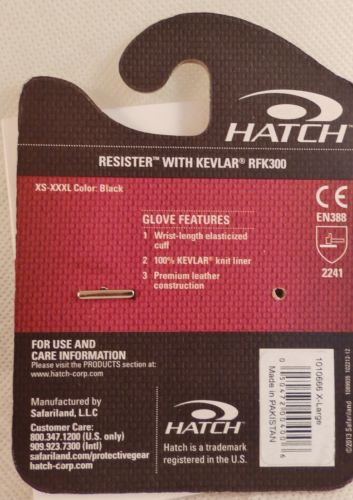 HATCH
RESISTER™ WITH KEVLAR® RFK300
XS-XXXL Color: Black
CE
EN388
2241
GLOVE FEATURES
1 Wrist-length elasticized
cuff
2 100% KEVLAR® knit liner
3 Premium leather
construction
FOR USE AND
CARE INFORMATION
Please visit the PRODUCTS section at:
www.hatch-corp.com
Manufactured by
Safariland, LLC
Customer Care:
800.347.1200 (U.S. only)
909.923.7300 (Intl)
safariland.com/protectivegear
hatch-corp.com
HATCH®
Hatch is a trademark
registered in the U.S.
1010666 X-Large
Made in PAKISTAN
©2013 Safariland